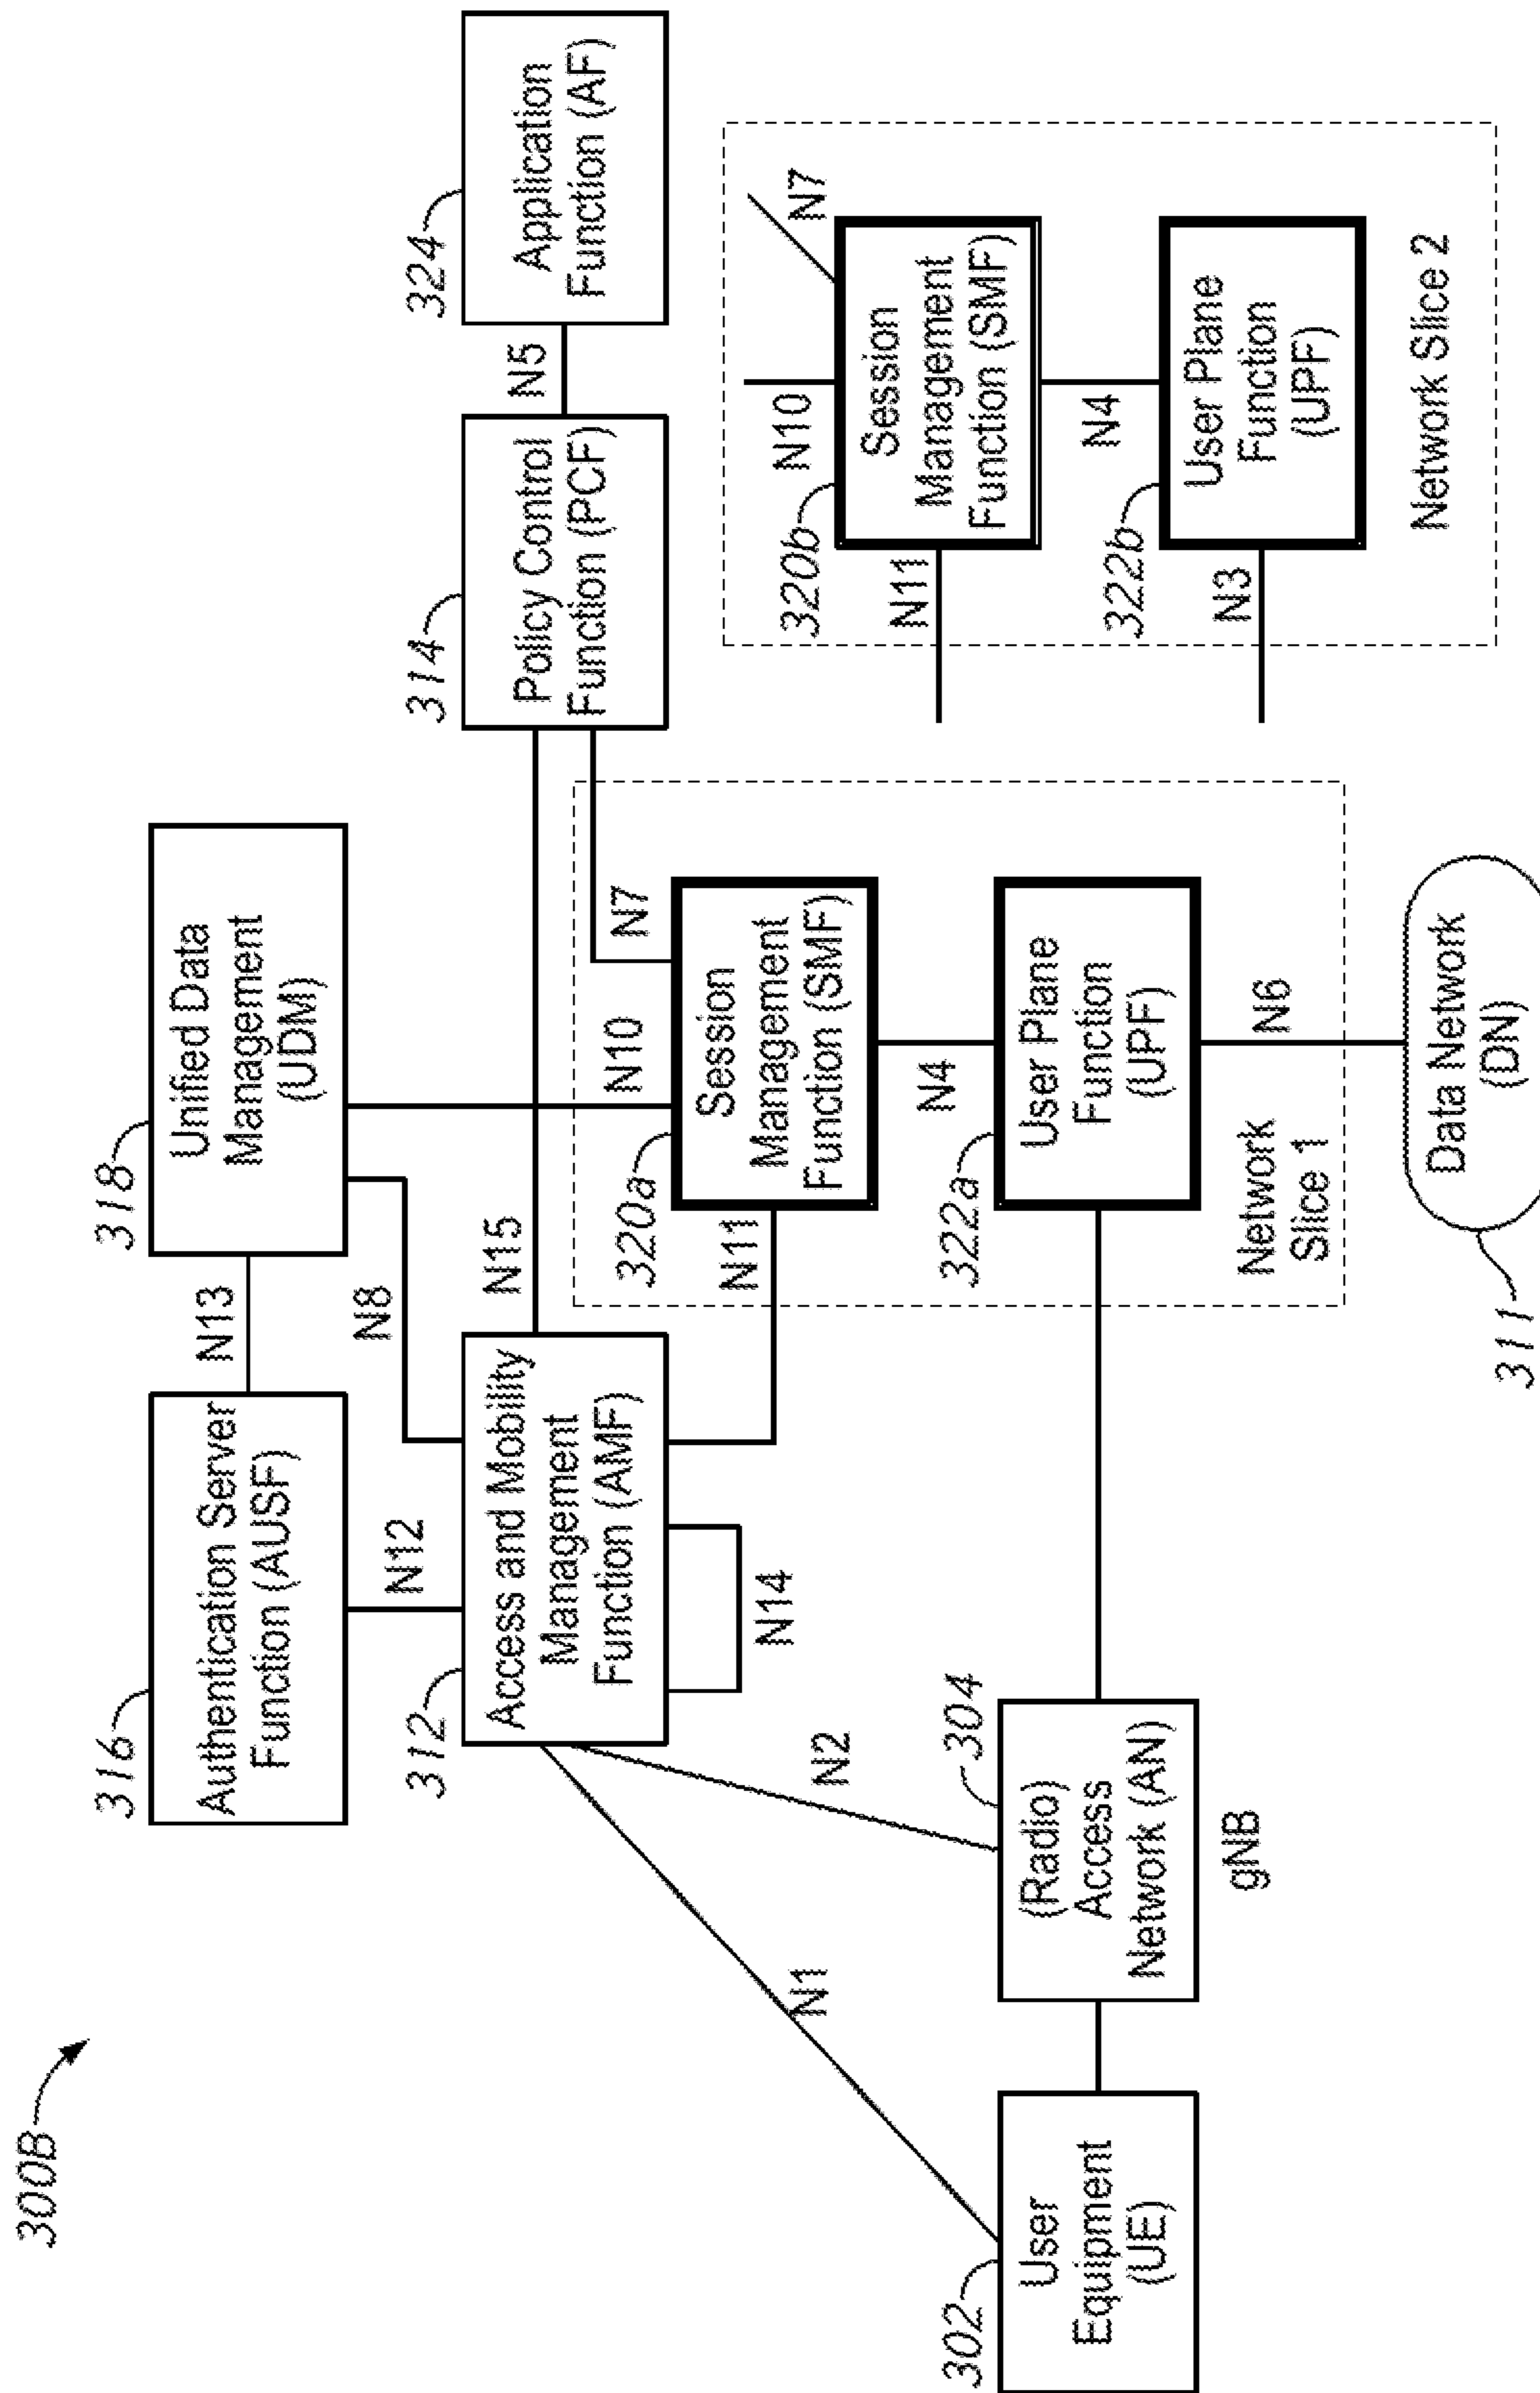 300B
316
Authentication Server
Function (AUSF)
N13
318
Unified Data
Management
(UDM)
N12
N8
312
Access and Mobility
Management
Function (AMF)
N15
314
Policy Control
Function (PCF)
N5
324
Application
Function (AF)
N14
N11
N10
N7
320a
Session
Management
Function (SMF)
N4
322a
User Plane
Function
(UPF)
Network
Slice 1
N6
N1
N2
302
User
Equipment
(UE)
304
(Radio)
Access
Network (AN)
gNB
311
Data Network
(DN)
N10
N7
320b
Session
Management
Function (SMF)
N11
N4
322b
User Plane
Function
(UPF)
N3
Network Slice 2